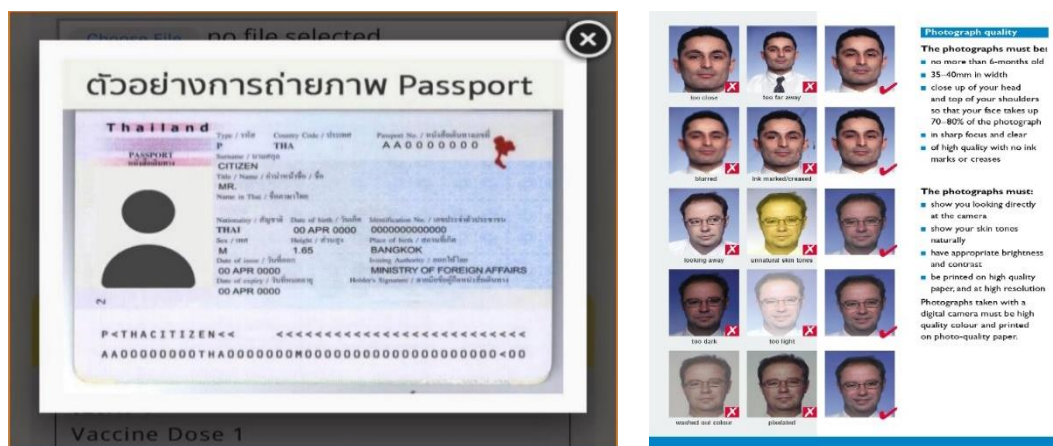 Choose File no file selected
ตัวอย่างการถ่ายภาพ Passport
Thailand
PASSPORT
หนังสือเดินทาง
Type / รหัส Country Code / ประเทศ Passport No. / หนังสือเดินทางเลขที่
P THA AA0000000
Surname / นามสกุล
CITIZEN
Title / Name / คำนำหน้าชื่อ / ชื่อ
MR.
Name in Thai / ชื่อภาษาไทย
Nationality / สัญชาติ Date of birth / วันเกิด Identification No. / เลขประจำตัวประชาชน
THAI 00 APR 0000 0000000000000
Sex / เพศ Height / ส่วนสูง Place of birth / สถานที่เกิด
M 1.65 BANGKOK
Date of issue / วันที่ออก Issuing Authority / ออกให้โดย
00 APR 0000 MINISTRY OF FOREIGN AFFAIRS
Date of expiry / วันที่หมดอายุ Holder's Signature / ลายมือชื่อผู้ถือหนังสือเดินทาง
00 APR 0000
P<THACITIZEN<< <<<<<<<<<<<<<<<<<<<<<<<<<<
AA00000000THA0000000M00000000000000000000<00
Vaccine Dose 1
too close too far away
blurred ink marked/creased
looking away unnatural skin tones
too dark too light
washed out colour pixelated
Photograph quality
The photographs must be:
no more than 6-months old
35–40mm in width
close up of your head
and top of your shoulders
so that your face takes up
70–80% of the photograph
in sharp focus and clear
of high quality with no ink
marks or creases
The photographs must:
show you looking directly
at the camera
show your skin tones
naturally
have appropriate brightness
and contrast
be printed on high quality
paper, and at high resolution
Photographs taken with a
digital camera must be high
quality colour and printed
on photo-quality paper.